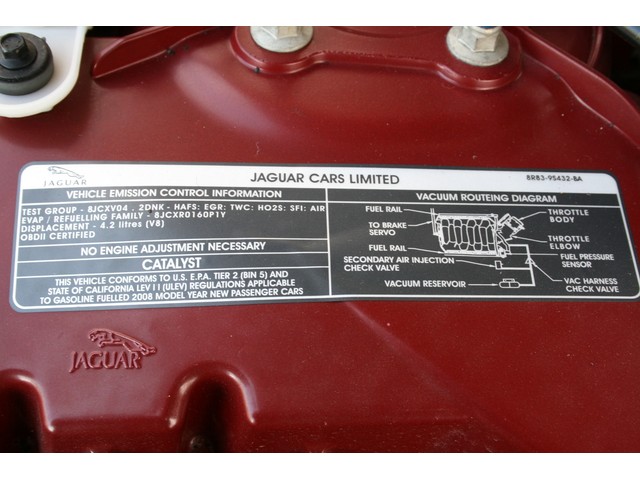 JAGUAR
JAGUAR CARS LIMITED
8R83-9S432-BA
VEHICLE EMISSION CONTROL INFORMATION
TEST GROUP - 8JCXV04 . 2DNK - HAFS: EGR: TWC: HO2S: SFI: AIR
EVAP / REFUELLING FAMILY - 8JCXR0160P1Y
DISPLACEMENT - 4.2 litres (V8)
OBDII CERTIFIED
NO ENGINE ADJUSTMENT NECESSARY
CATALYST
THIS VEHICLE CONFORMS TO U.S. E.P.A. TIER 2 (BIN 5) AND
STATE OF CALIFORNIA LEV II (ULEV) REGULATIONS APPLICABLE
TO GASOLINE FUELLED 2008 MODEL YEAR NEW PASSENGER CARS
VACUUM ROUTEING DIAGRAM
FUEL RAIL
TO BRAKE
SERVO
FUEL RAIL
SECONDARY AIR INJECTION
CHECK VALVE
VACUUM RESERVOIR
THROTTLE
BODY
THROTTLE
ELBOW
FUEL PRESSURE
SENSOR
VAC HARNESS
CHECK VALVE
JAGUAR